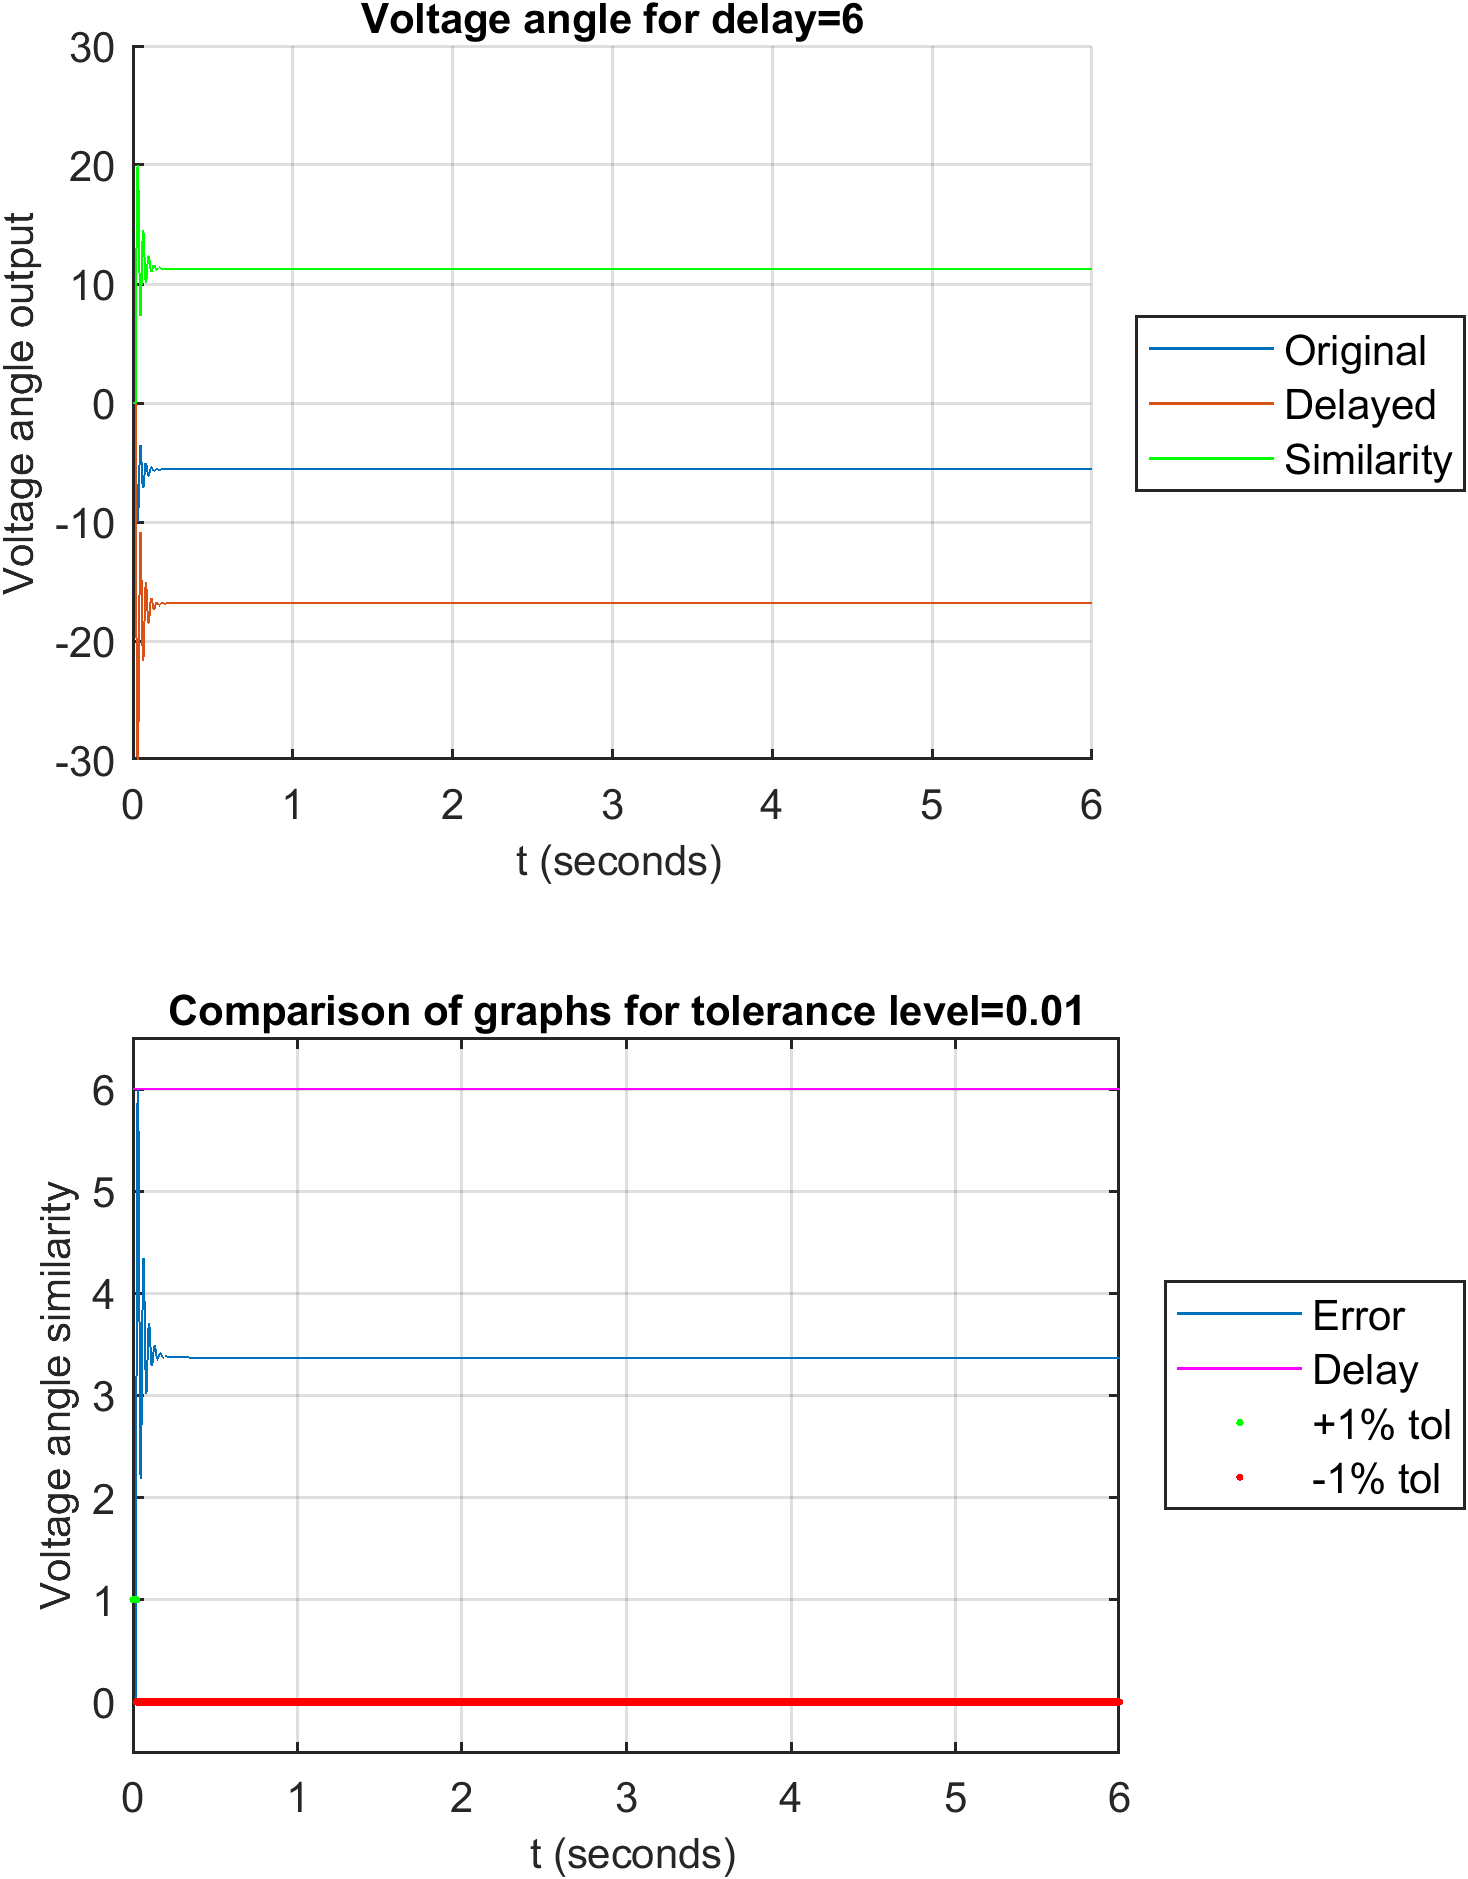 Voltage angle for delay=6
30
20
10
0
-10
-20
-30
Voltage angle output
0 1 2 3 4 5 6
t (seconds)
Original
Delayed
Similarity
Comparison of graphs for tolerance level=0.01
6
5
4
3
2
1
0
Voltage angle similarity
0 1 2 3 4 5 6
t (seconds)
Error
Delay
+1% tol
-1% tol